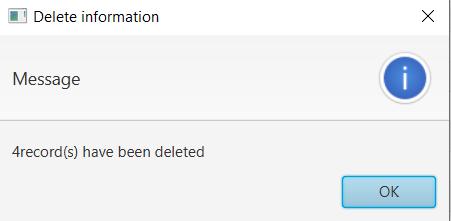 Delete information
Message
4record(s) have been deleted
OK